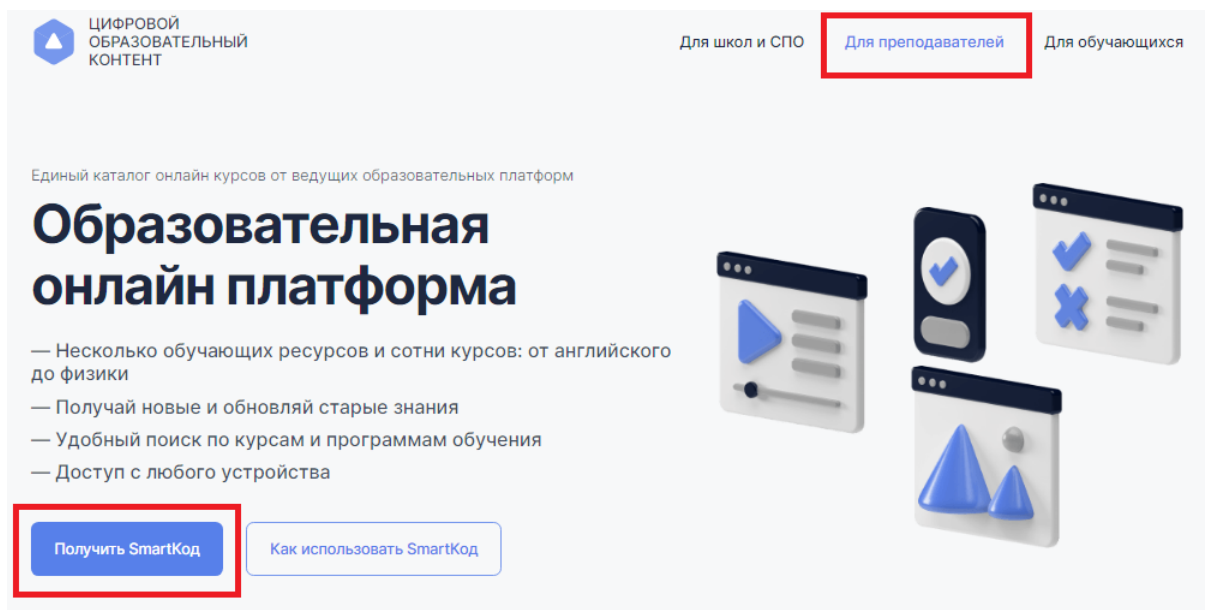 ЦИФРОВОЙ
ОБРАЗОВАТЕЛЬНЫЙ
КОНТЕНТ
Для школ и СПО
Для преподавателей
Для обучающихся
Единый каталог онлайн курсов от ведущих образовательных платформ
Образовательная
онлайн платформа
— Несколько обучающих ресурсов и сотни курсов: от английского
до физики
— Получай новые и обновляй старые знания
— Удобный поиск по курсам и программам обучения
— Доступ с любого устройства
Получить SmartКод
Как использовать SmartКод